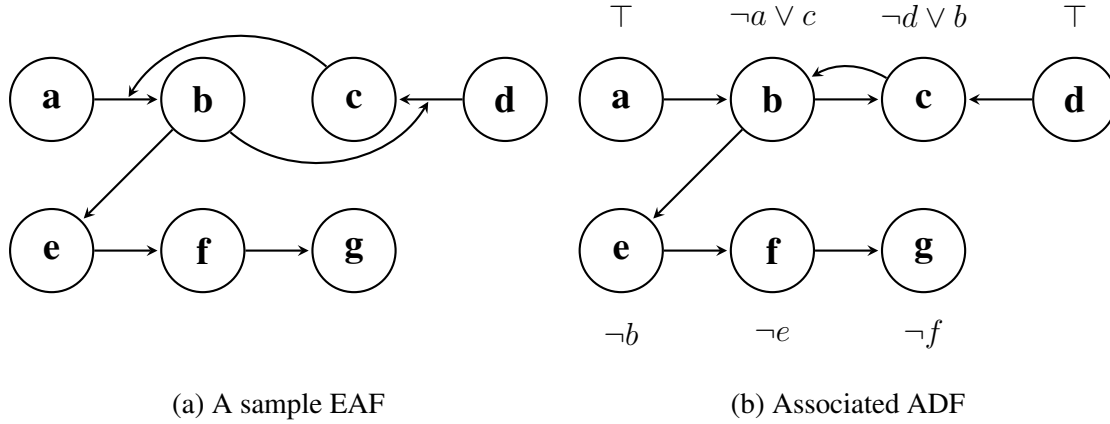 ⊤ ¬a ∨ c ¬d ∨ b ⊤
a b c d a b c d
e f g e f g
¬b ¬e ¬f
(a) A sample EAF (b) Associated ADF